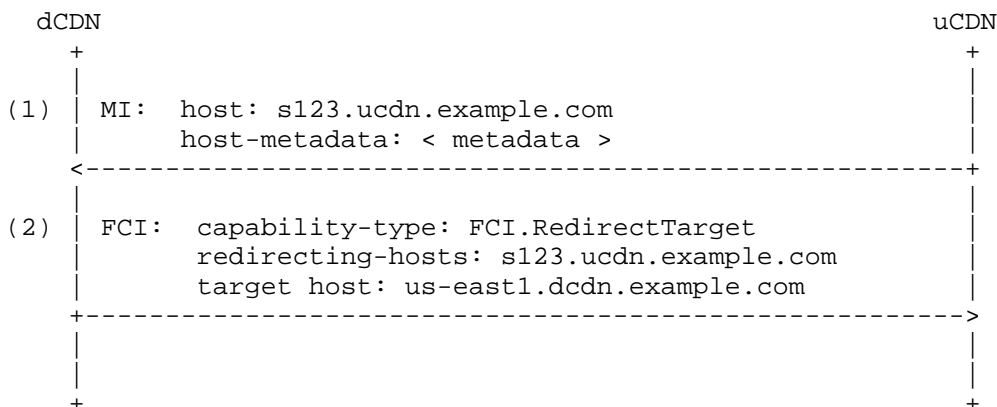 dCDN uCDN
(1) MI: host: s123.ucdn.example.com
host-metadata: < metadata >
(2) FCI: capability-type: FCI.RedirectTarget
redirecting-hosts: s123.ucdn.example.com
target host: us-east1.dcdn.example.com